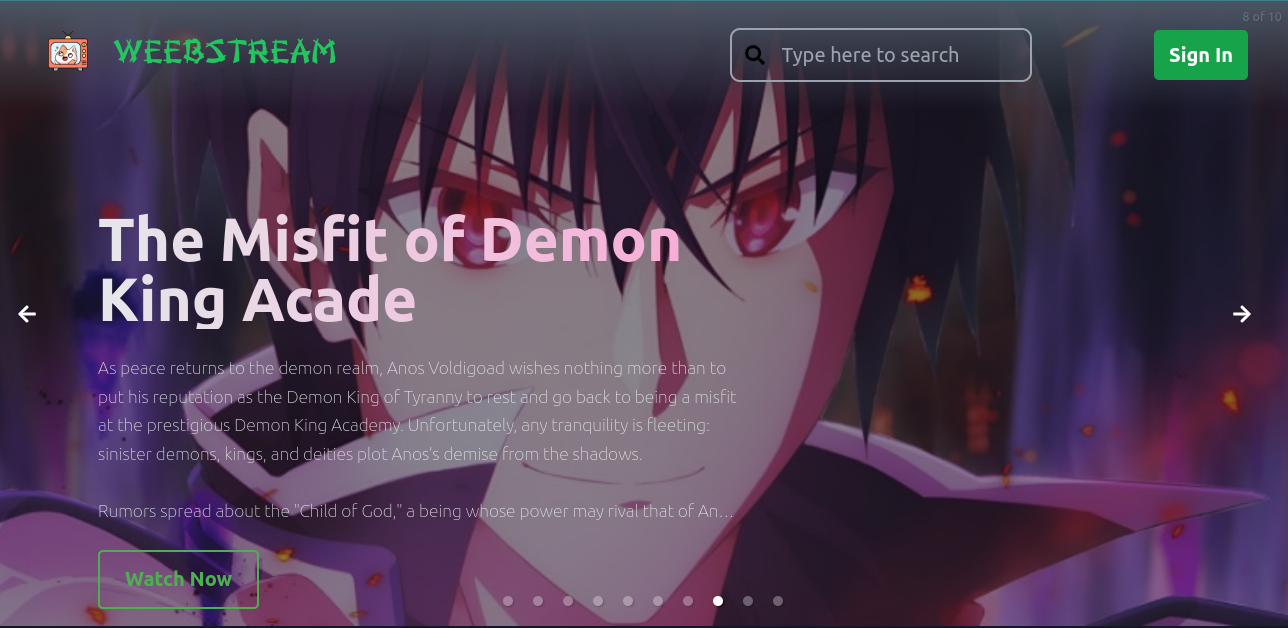 8 of 10
WEEBSTREAM
Type here to search
Sign In
The Misfit of Demon
King Acade
As peace returns to the demon realm, Anos Voldigoad wishes nothing more than to
put his reputation as the Demon King of Tyranny to rest and go back to being a misfit
at the prestigious Demon King Academy. Unfortunately, any tranquility is fleeting:
sinister demons, kings, and deities plot Anos's demise from the shadows.
Rumors spread about the "Child of God," a being whose power may rival that of An...
Watch Now